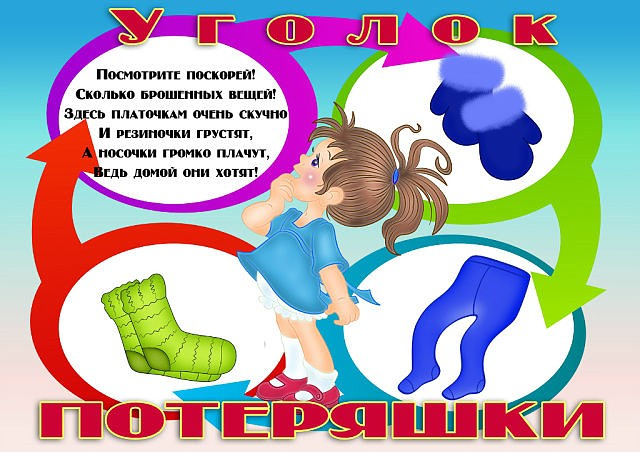 Уголок
Посмотрите поскорей!
Сколько брошенных вещей!
Здесь платочкам очень скучно
И резиночки грустят,
А носочки громко плачут,
Ведь домой они хотят!
ПОТЕРЯШКИ